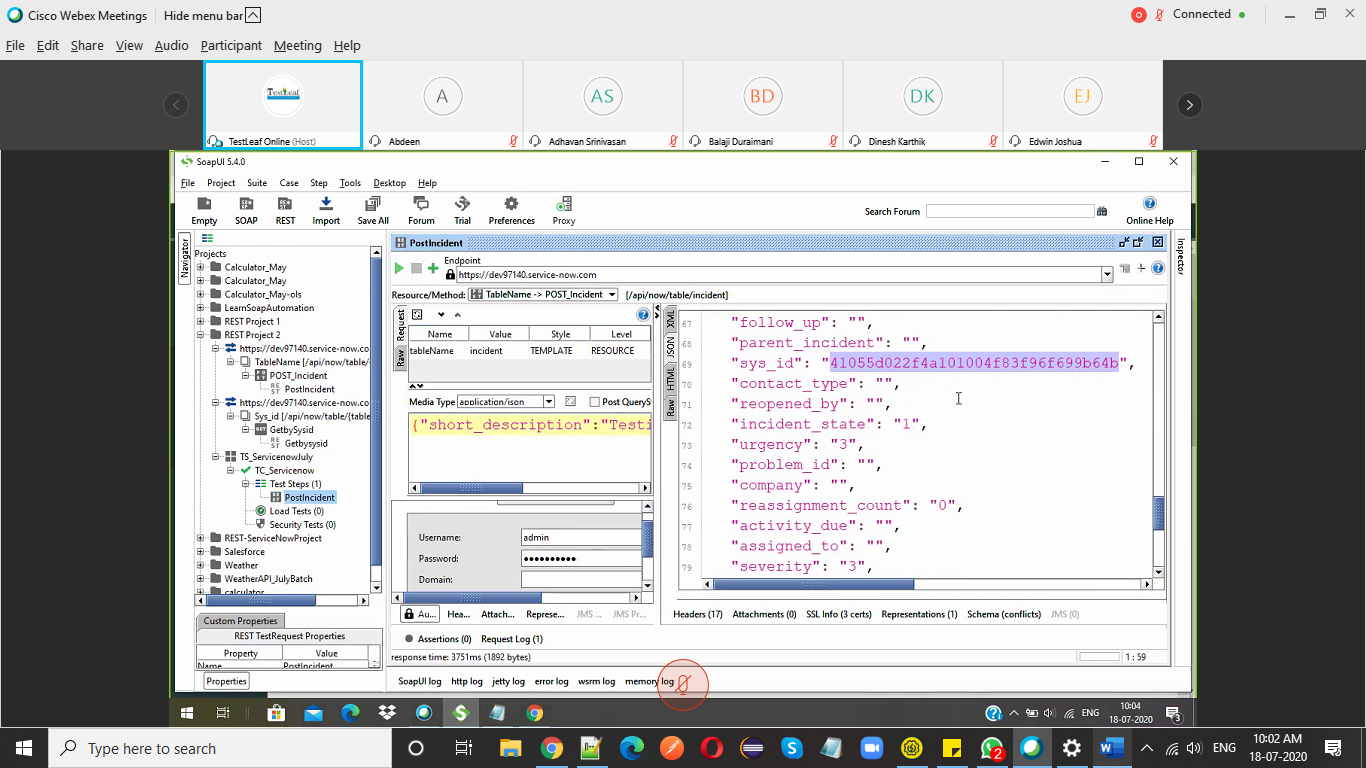 Cisco Webex Meetings
Hide menu bar
Connected
File Edit Share View Audio Participant Meeting Help
TestLeaf
A
AS
BD
DK
EJ
TestLeaf Online (Host)
Abdeen
Adhavan Srinivasan
Balaji Duraimani
Dinesh Karthik
Edwin Joshua
SoapUI 5.4.0
File Project Suite Case Step Tools Desktop Help
Empty SOAP REST Import Save All Forum Trial Preferences Proxy
Search Forum
Online Help
Navigator
Projects
Calculator_May
Calculator_May
Calculator_May-ols
LearnSoapAutomation
REST Project 1
REST Project 2
https://dev97140.service-now.co
TableName [/api/now/table/
POST_Incident
REST
PostIncident
https://dev97140.service-now.co
Sys_id [/api/now/table/{table
GET
GetbySysid
REST
Getbysysid
TS_ServicenowJuly
TC_Servicenow
Test Steps (1)
PostIncident
Load Tests (0)
Security Tests (0)
REST-ServiceNowProject
Salesforce
Weather
WeatherAPI_JulyBatch
calculator
Custom Properties
REST TestRequest Properties
Property Value
Name PostIncident
Properties
PostIncident
Endpoint
https://dev97140.service-now.com
Resource/Method: TableName -> POST_Incident [/api/now/table/incident]
Request
Raw
Name Value Style Level
tableName incident TEMPLATE RESOURCE
Media Type application/json Post QueryS
{"short_description":"Testi
Username: admin
Password: ••••••••••
Domain:
Au... Hea... Attach... Represe... JMS ... JMS Pr...
XML
JSON
HTML
Raw
67 "follow_up": "",
68 "parent_incident": "",
69 "sys_id": "41055d022f4a101004f83f96f699b64b",
70 "contact_type": "",
71 "reopened_by": "",
72 "incident_state": "1",
73 "urgency": "3",
74 "problem_id": "",
75 "company": "",
76 "reassignment_count": "0",
77 "activity_due": "",
78 "assigned_to": "",
79 "severity": "3",
Headers (17) Attachments (0) SSL Info (3 certs) Representations (1) Schema (conflicts) JMS (0)
Assertions (0) Request Log (1)
response time: 3751ms (1892 bytes)
1 : 59
Inspector
SoapUI log http log jetty log error log wsrm log memory log
ENG
10:04
18-07-2020
3
Type here to search
2
ENG
10:02 AM
18-07-2020